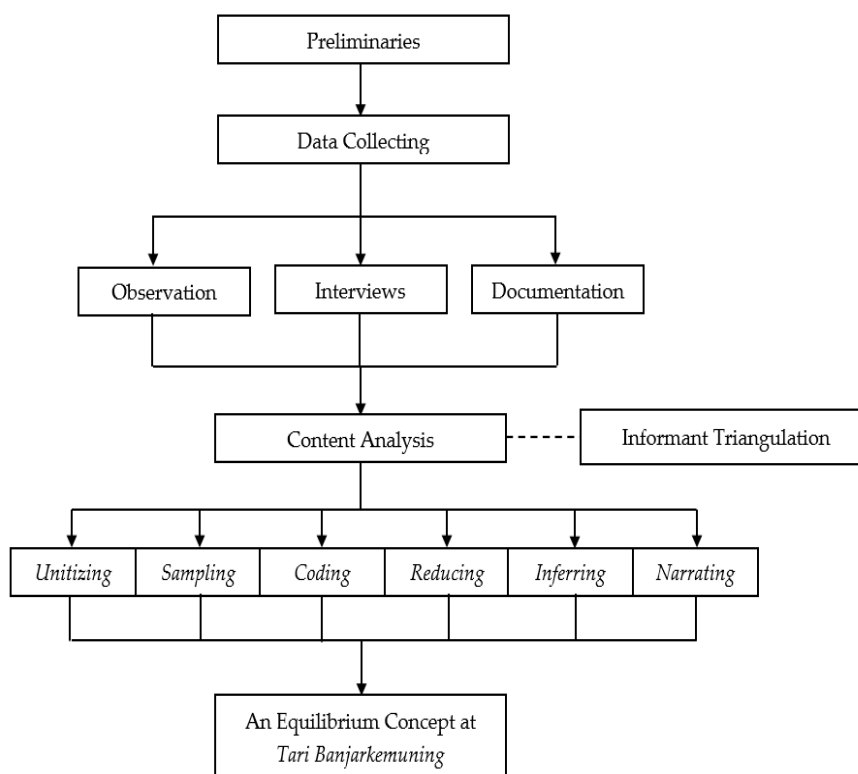 Preliminaries
Data Collecting
Observation
Interviews
Documentation
Content Analysis
Informant Triangulation
Unitizing
Sampling
Coding
Reducing
Inferring
Narrating
An Equilibrium Concept at
Tari Banjarkemuning